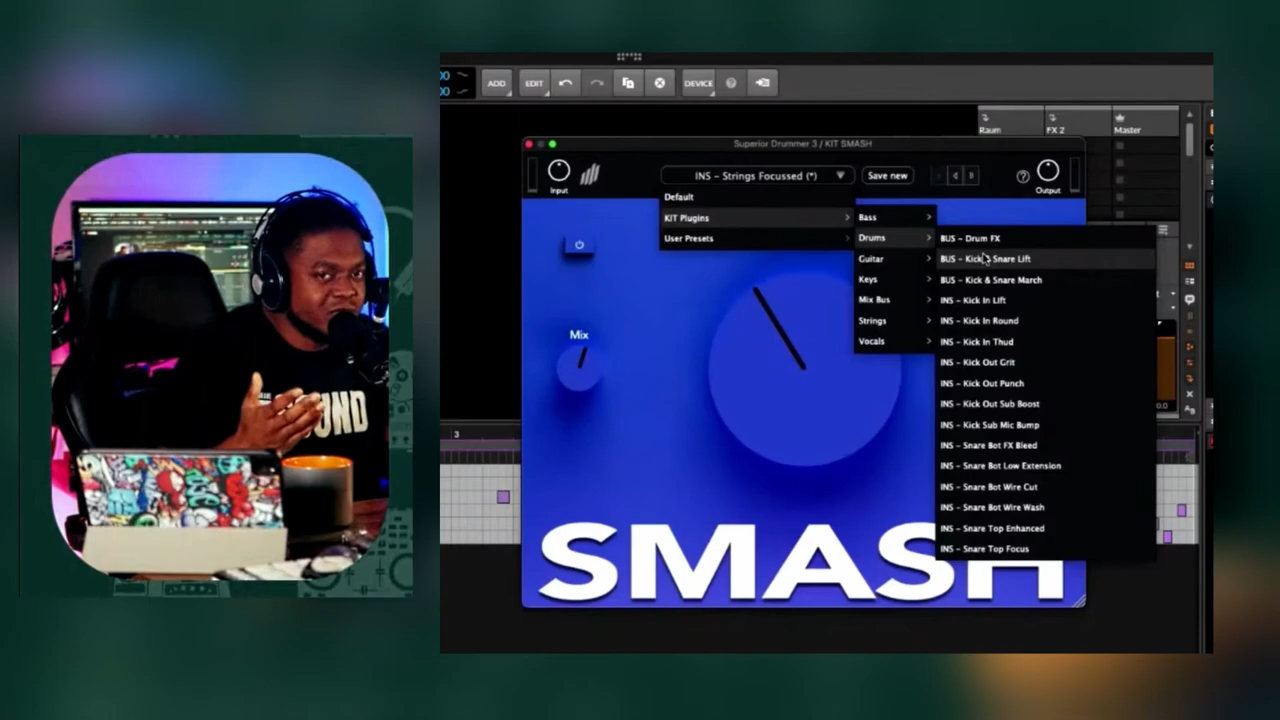 00
00
ADD
EDIT
DEVICE
Raum
FX 2
Master
Superior Drummer 3 / KIT SMASH
Input
INS - Strings Focussed (*)
Save new
A
B
?
Output
Default
KIT Plugins
User Presets
Bass
Drums
Guitar
Keys
Mix Bus
Strings
Vocals
BUS - Drum FX
BUS - Kick & Snare Lift
BUS - Kick & Snare March
INS - Kick In Lift
INS - Kick In Round
INS - Kick In Thud
INS - Kick Out Grit
INS - Kick Out Punch
INS - Kick Out Sub Boost
INS - Kick Sub Mic Bump
INS - Snare Bot FX Bleed
INS - Snare Bot Low Extension
INS - Snare Bot Wire Cut
INS - Snare Bot Wire Wash
INS - Snare Top Enhanced
INS - Snare Top Focus
Mix
SMASH
3
UND